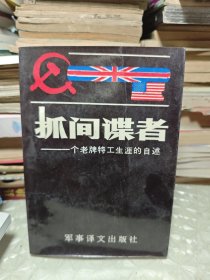 抓间谍者
——一个老牌特工生涯的自述
军事译文出版社